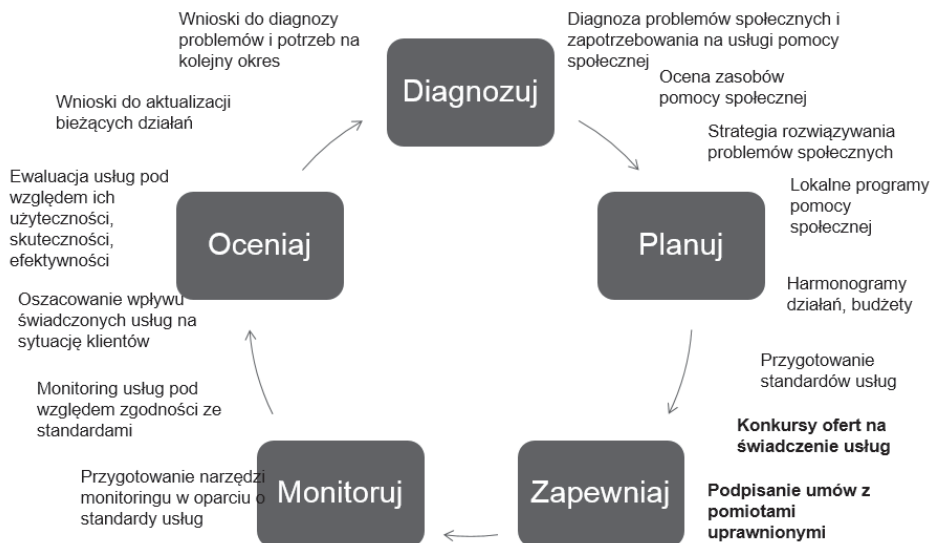 Wnioski do diagnozy
problemów i potrzeb na
kolejny okres
Diagnoza problemów społecznych i
zapotrzebowania na usługi pomocy
społecznej
Diagnozuj
Ocena zasobów
pomocy społecznej
Wnioski do aktualizacji
bieżących działań
Strategia rozwiązywania
problemów społecznych
Ewaluacja usług pod
względem ich
użyteczności,
skuteczności,
efektywności
Oceniaj
Planuj
Lokalne programy
pomocy
społecznej
Harmonogramy
działań, budżety
Oszacowanie wpływu
świadczonych usług na
sytuację klientów
Przygotowanie
standardów usług
Monitoring usług pod
względem zgodności ze
standardami
Konkursy ofert na
świadczenie usług
Przygotowanie narzędzi
monitoringu w oparciu o
standardy usług
Monitoruj
Zapewniaj
Podpisanie umów z
pomiotami
uprawnionymi